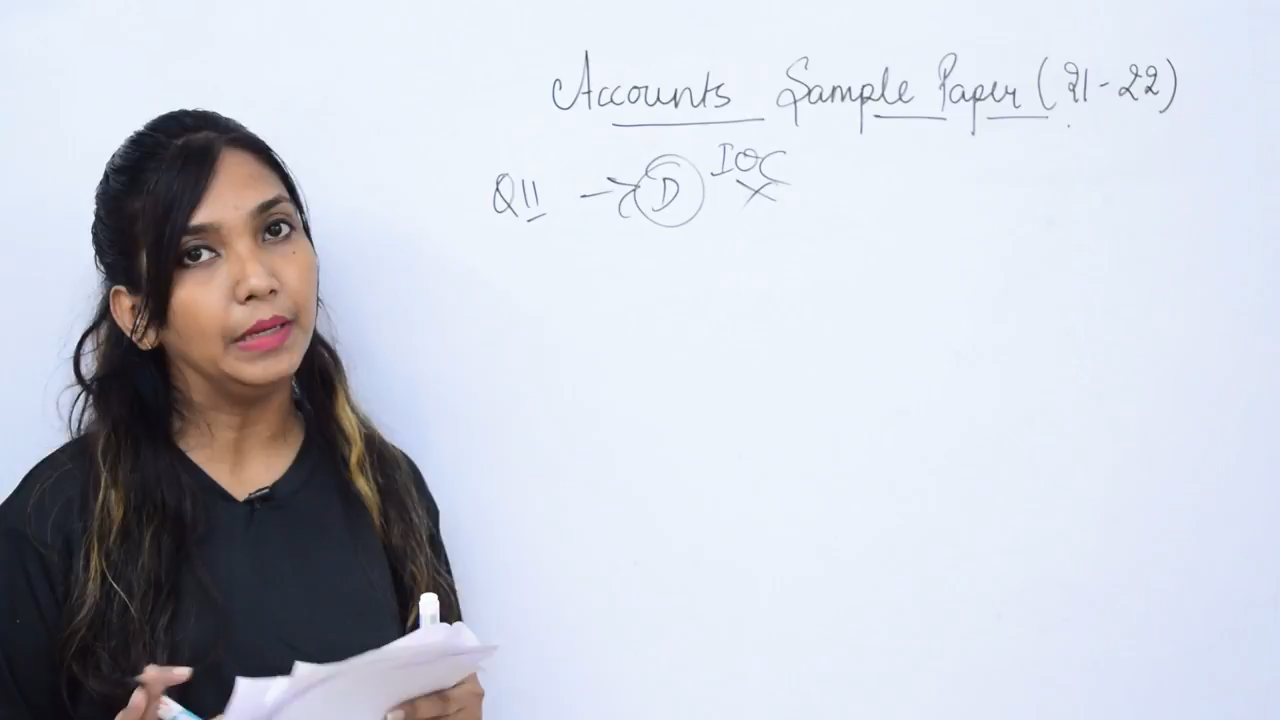 Accounts Sample Paper (21-22)
Q11 → D IOC